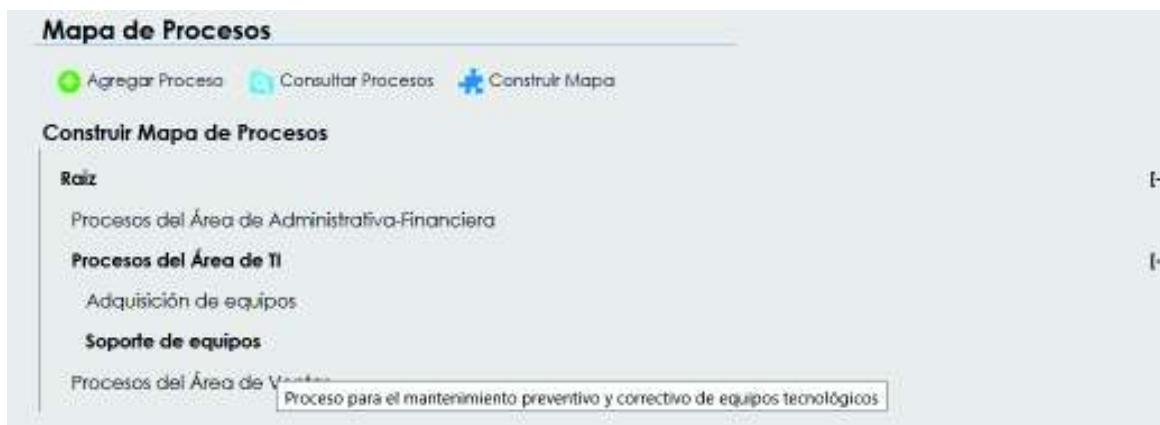 Mapa de Procesos
Agregar Proceso Consultar Procesos Construir Mapa
Construir Mapa de Procesos
Raiz [-
Procesos del Área de Administrativa-Financiera
Procesos del Área de TI [-
Adquisición de equipos
Soporte de equipos
Procesos del Área de
Proceso para el mantenimiento preventivo y correctivo de equipos tecnológicos